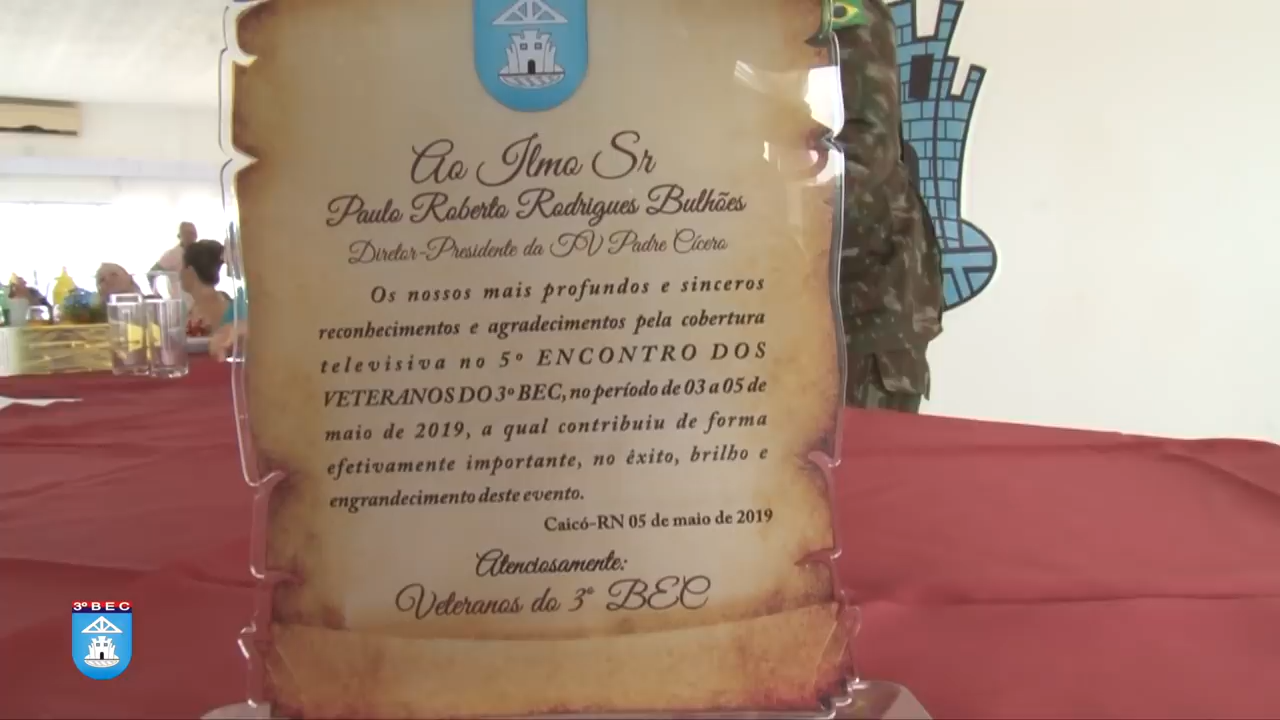 Ao Ilmo Sr
Paulo Roberto Rodrigues Bulhões
Diretor-Presidente da TV Padre Cícero
Os nossos mais profundos e sinceros
reconhecimentos e agradecimentos pela cobertura
televisiva no 5º ENCONTRO DOS
VETERANOS DO 3º BEC, no período de 03 a 05 de
maio de 2019, a qual contribuiu de forma
efetivamente importante, no êxito, brilho e
engrandecimento deste evento.
Caicó-RN 05 de maio de 2019
Atenciosamente:
Veteranos do 3º BEC
3º BEC